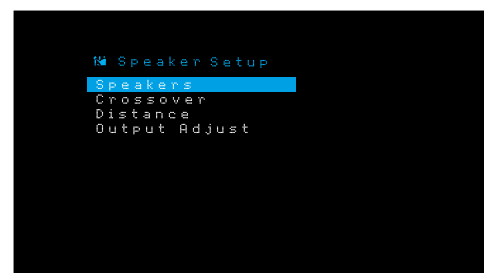 Speaker Setup
Speakers
Crossover
Distance
Output Adjust